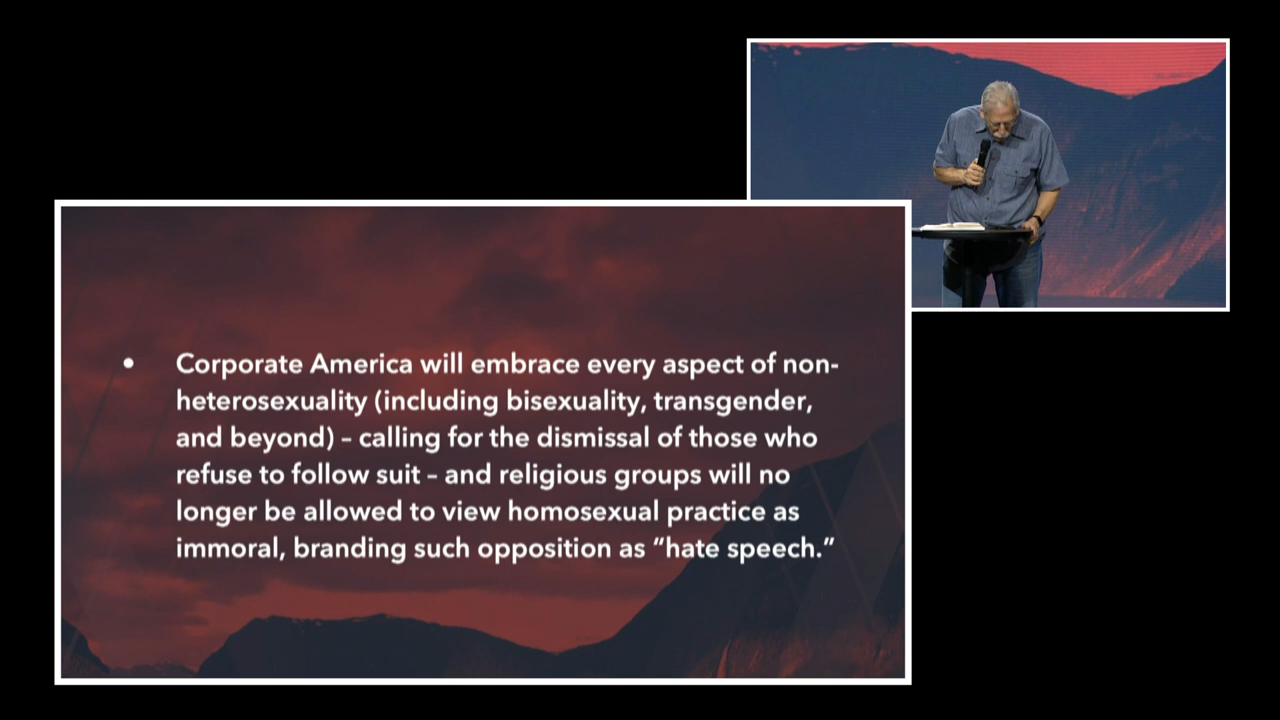 • Corporate America will embrace every aspect of non-
heterosexuality (including bisexuality, transgender,
and beyond) – calling for the dismissal of those who
refuse to follow suit – and religious groups will no
longer be allowed to view homosexual practice as
immoral, branding such opposition as “hate speech.”